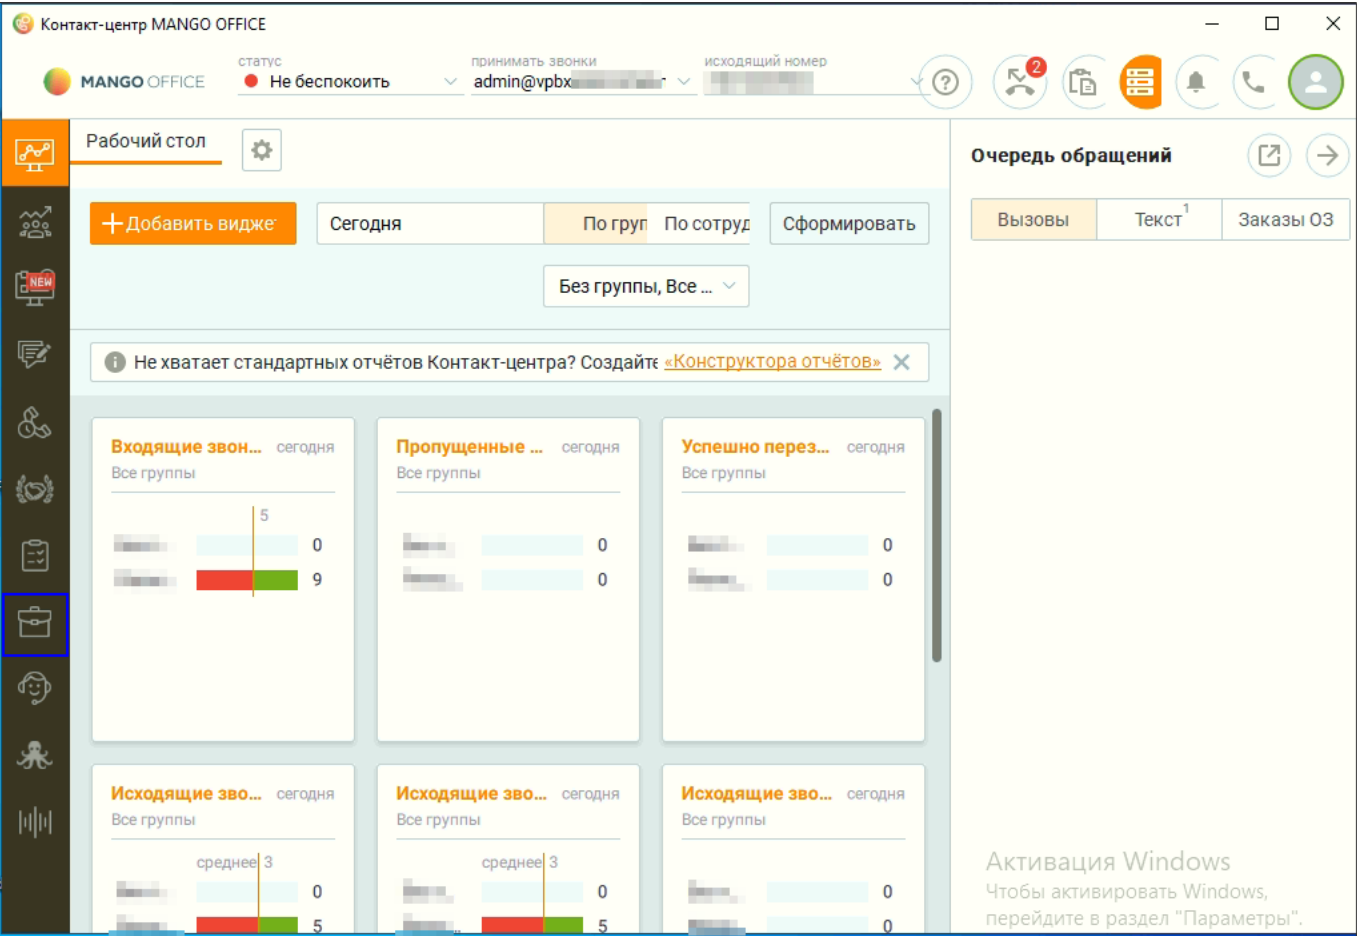 Контакт-центр MANGO OFFICE
MANGO OFFICE
статус
Не беспокоить
принимать звонки
admin@vpbx
исходящий номер
2
Рабочий стол
Добавить видже
Сегодня
По груп
По сотруд
Сформировать
Без группы, Все ...
NEW
Не хватает стандартных отчётов Контакт-центра? Создайте «Конструктора отчётов»
Входящие звон... сегодня
Все группы
5
0
9
Пропущенные ... сегодня
Все группы
0
0
Успешно перез... сегодня
Все группы
0
0
Исходящие зво... сегодня
Все группы
среднее 3
0
5
Исходящие зво... сегодня
Все группы
среднее 3
0
5
Исходящие зво... сегодня
Все группы
0
0
Очередь обращений
Вызовы
Текст 1
Заказы ОЗ
Активация Windows
Чтобы активировать Windows,
перейдите в раздел "Параметры".